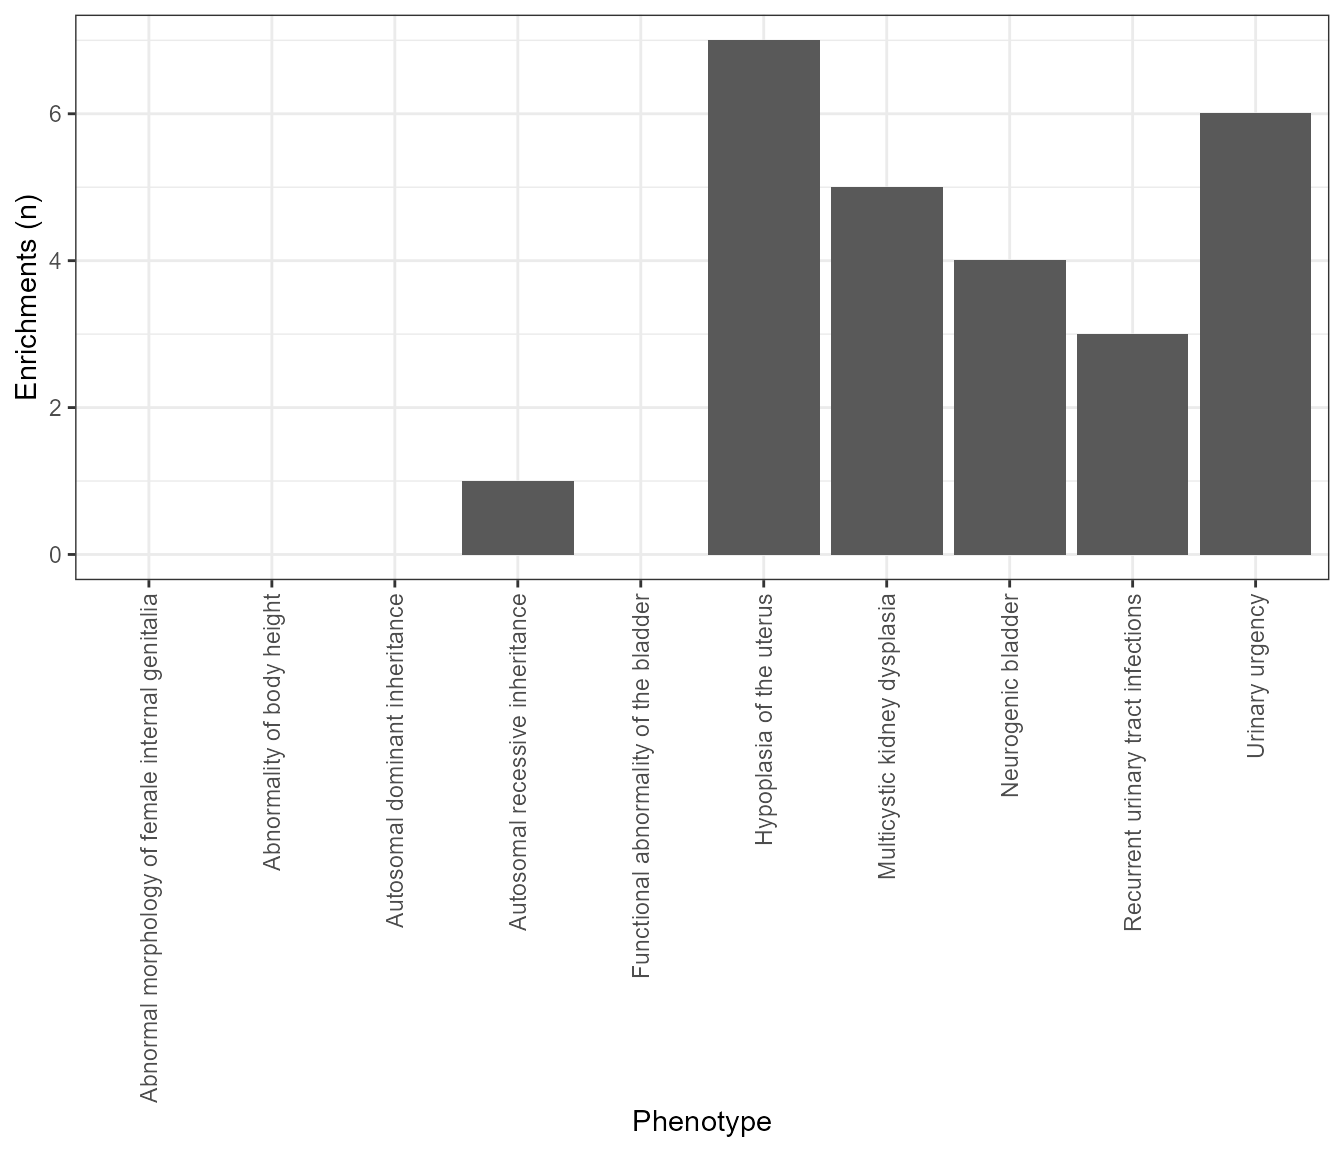 Enrichments (n)
6
4
2
0
Abnormal morphology of female internal genitalia
Abnormality of body height
Autosomal dominant inheritance
Autosomal recessive inheritance
Functional abnormality of the bladder
Hypoplasia of the uterus
Multicystic kidney dysplasia
Neurogenic bladder
Recurrent urinary tract infections
Urinary urgency
Phenotype